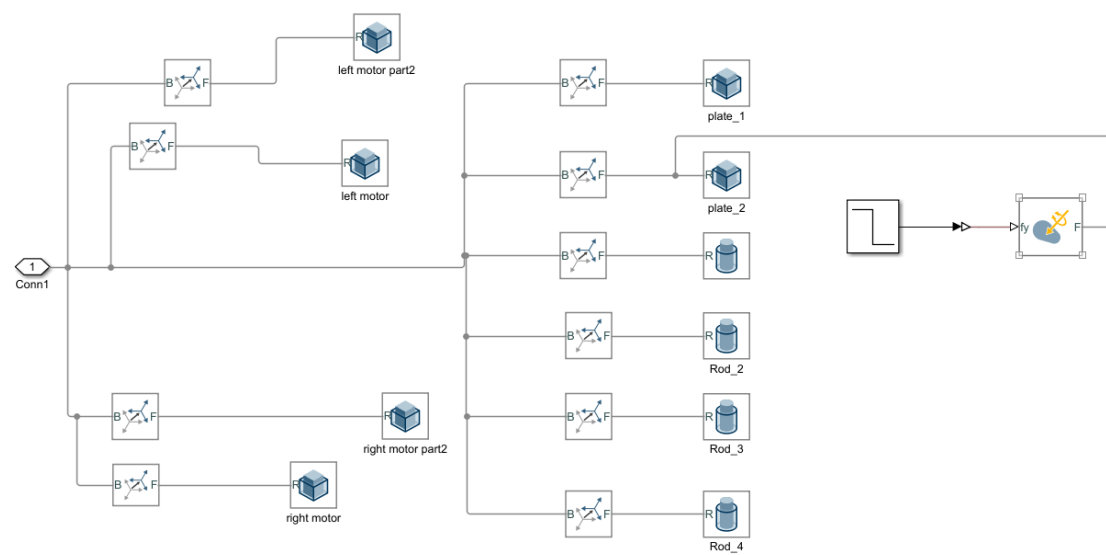 R
left motor part2
B F
B F
R
plate_1
B F
R
left motor
B F
R
plate_2
fy F
1
Conn1
B F
R
B F
R
Rod_2
B F
R
right motor part2
B F
R
Rod_3
B F
R
right motor
B F
R
Rod_4